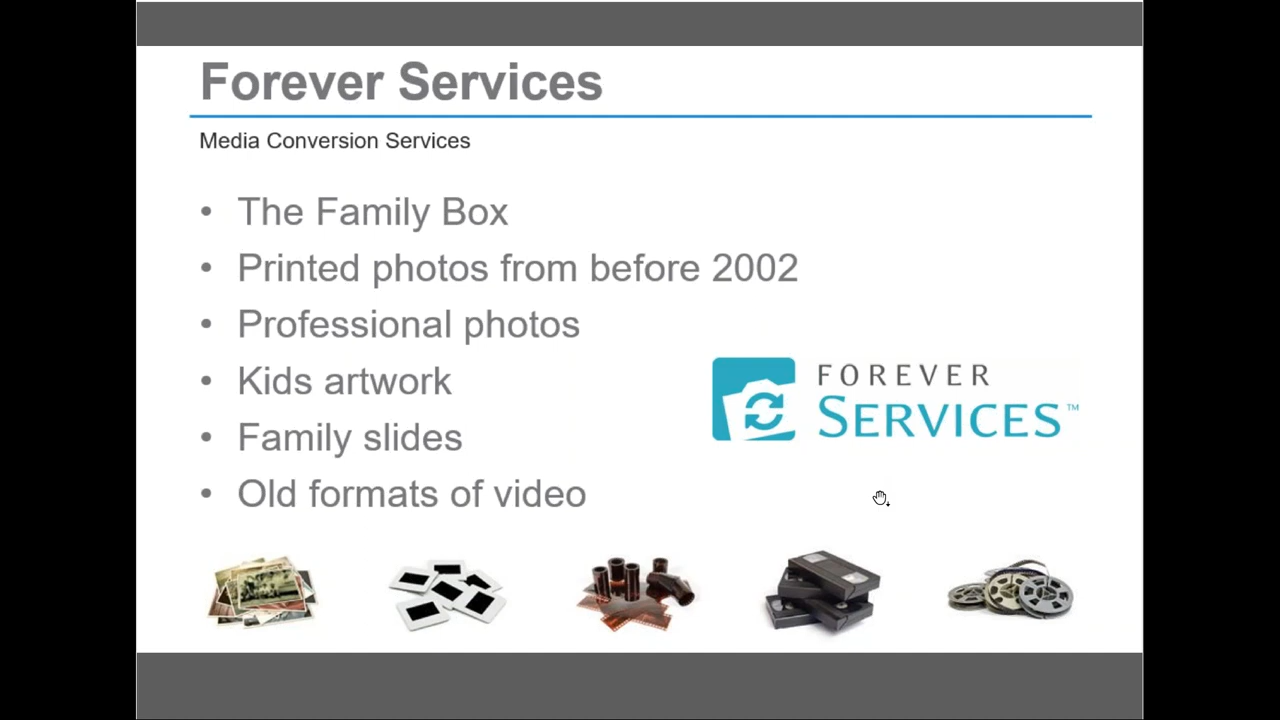 Forever Services
Media Conversion Services
• The Family Box
• Printed photos from before 2002
• Professional photos
• Kids artwork
• Family slides
• Old formats of video
FOREVER
SERVICES™